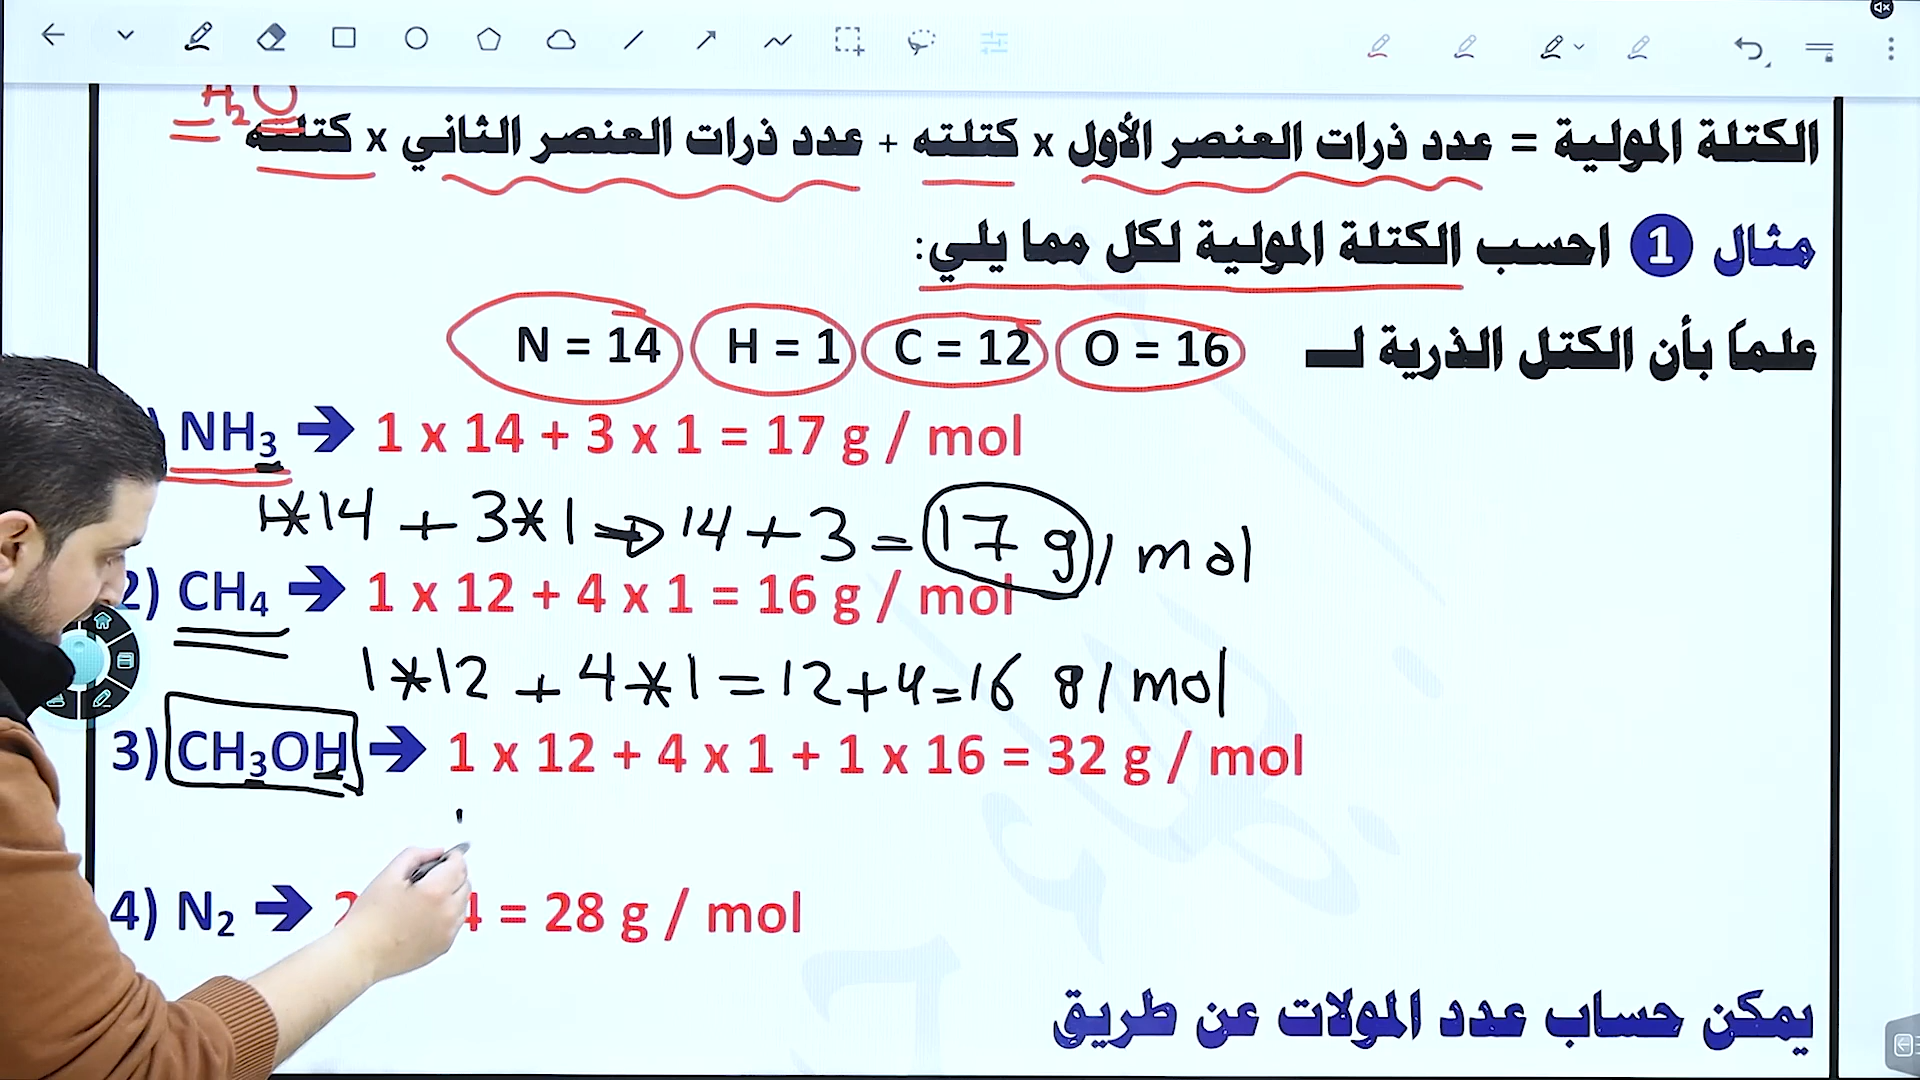 H₂O
الكتلة المولية = عدد ذرات العنصر الأول x كتلته + عدد ذرات العنصر الثاني x كتلته
مثال 1 احسب الكتلة المولية لكل مما يلي:
علماً بأن الكتل الذرية لـ O = 16 C = 12 H = 1 N = 14
) NH₃ → 1 x 14 + 3 x 1 = 17 g / mol
1*14 + 3*1 → 14 + 3 = 17 g / mol
2) CH₄ → 1 x 12 + 4 x 1 = 16 g / mol
1*12 + 4*1 = 12+4=16 g / mol
3) CH₃OH → 1 x 12 + 4 x 1 + 1 x 16 = 32 g / mol
4) N₂ → 2 4 = 28 g / mol
يمكن حساب عدد المولات عن طريق